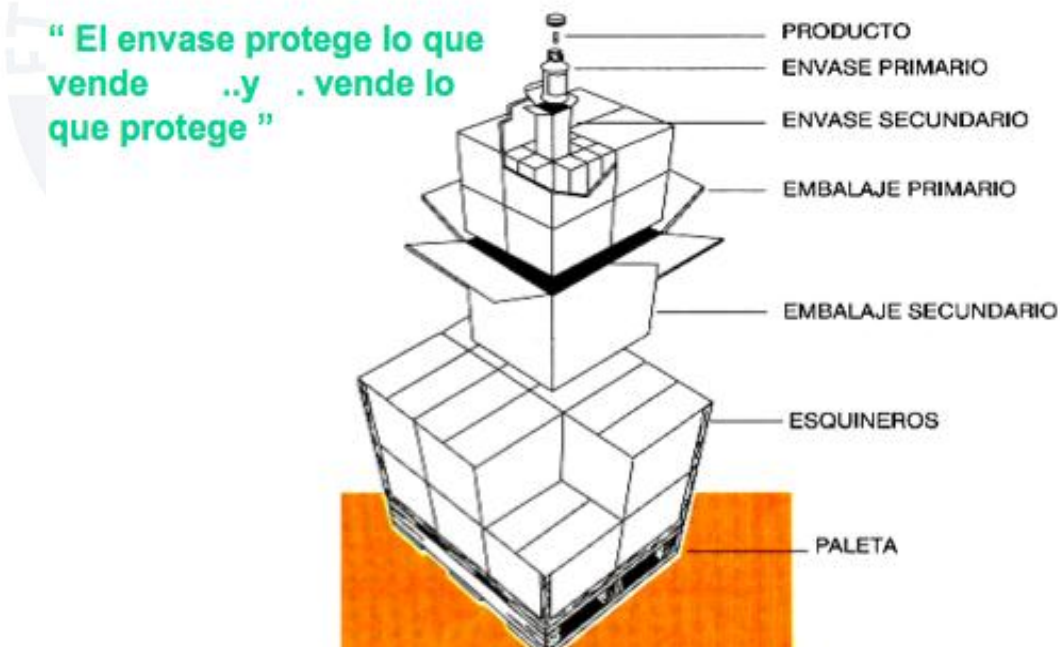 “ El envase protege lo que
vende ..y . vende lo
que protege ”
PRODUCTO
ENVASE PRIMARIO
ENVASE SECUNDARIO
EMBALAJE PRIMARIO
EMBALAJE SECUNDARIO
ESQUINEROS
PALETA
FT